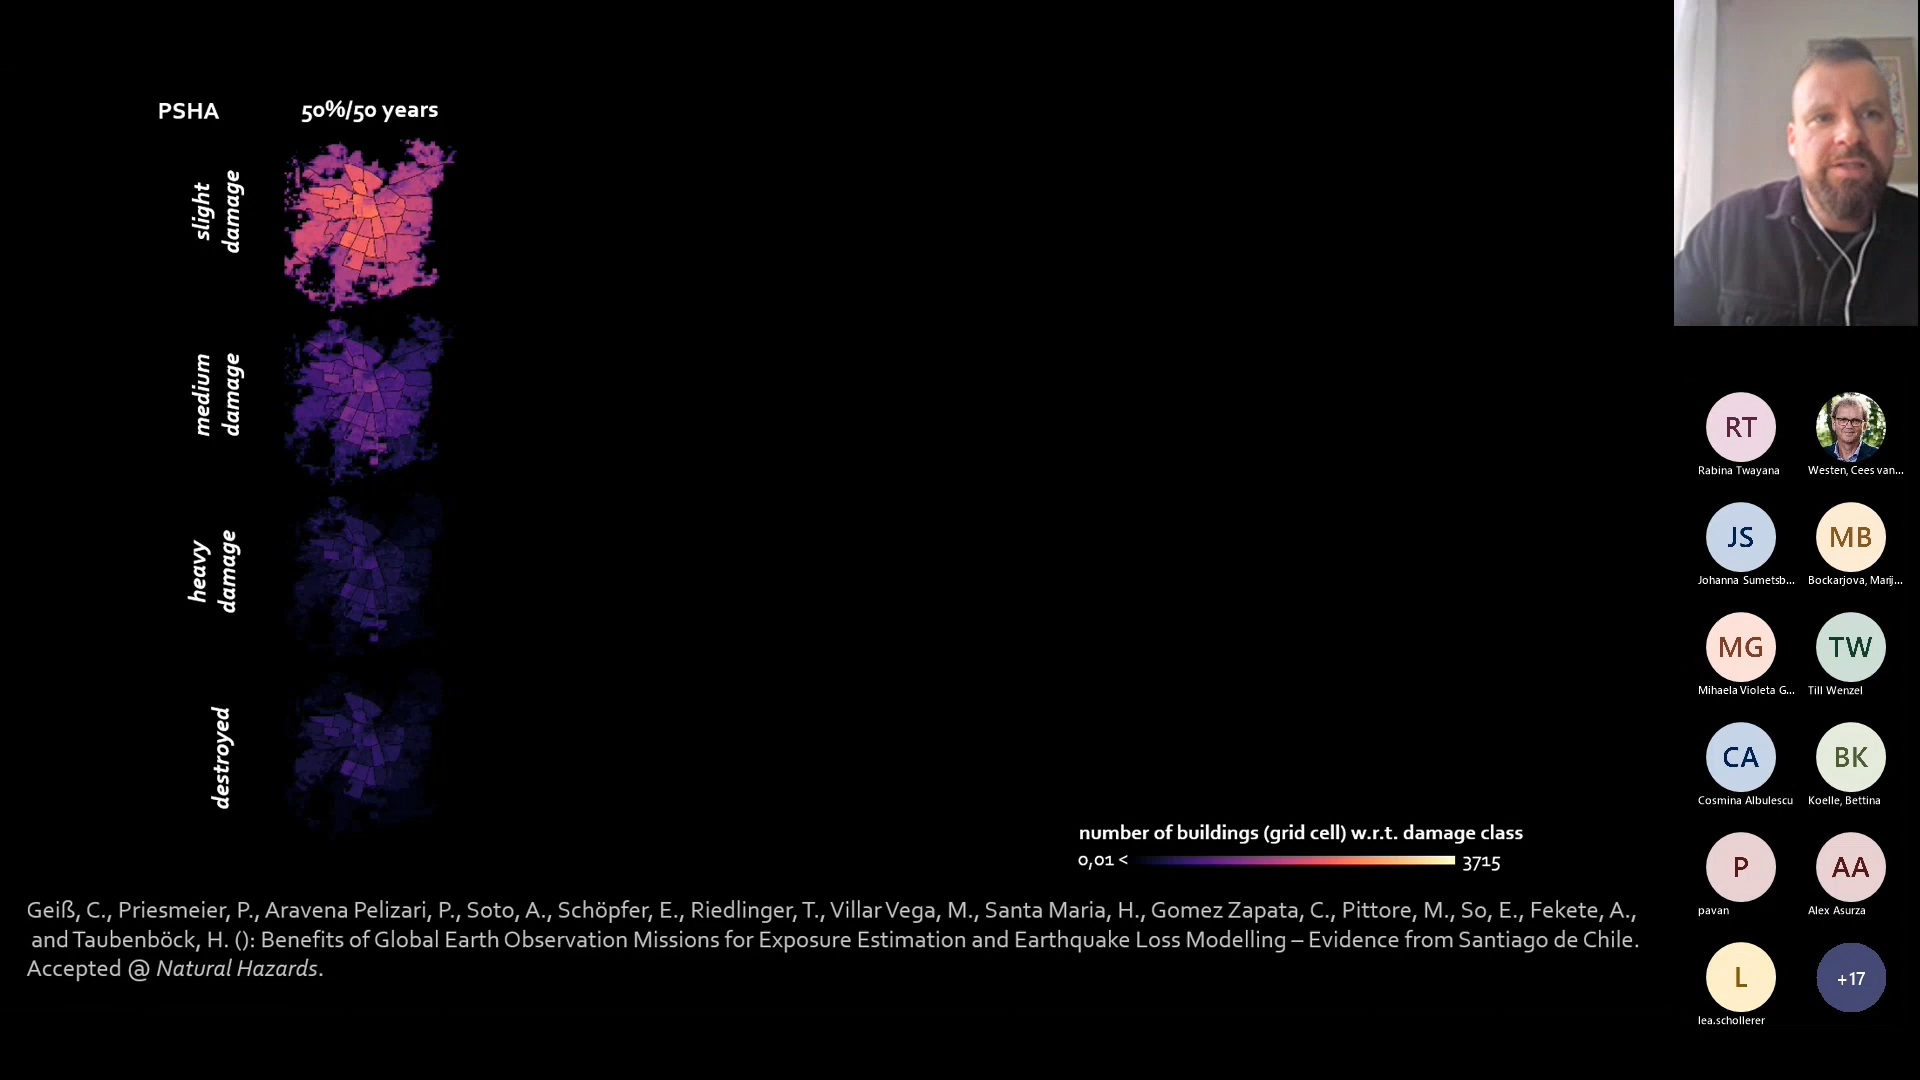 PSHA
50%/50 years
slight
damage
medium
damage
heavy
damage
destroyed
number of buildings (grid cell) w.r.t. damage class
0,01 <
3715
Geiß, C., Priesmeier, P., Aravena Pelizari, P., Soto, A., Schöpfer, E., Riedlinger, T., Villar Vega, M., Santa Maria, H., Gomez Zapata, C., Pittore, M., So, E., Fekete, A.,
and Taubenböck, H. (): Benefits of Global Earth Observation Missions for Exposure Estimation and Earthquake Loss Modelling – Evidence from Santiago de Chile.
Accepted @ Natural Hazards.
RT
Rabina Twayana
Westen, Cees van...
JS
Johanna Sumetsb...
MB
Bockarjova, Marij...
MG
Mihaela Violeta G...
TW
Till Wenzel
CA
Cosmina Albulescu
BK
Koelle, Bettina
P
pavan
AA
Alex Asurza
L
lea.schollerer
+17